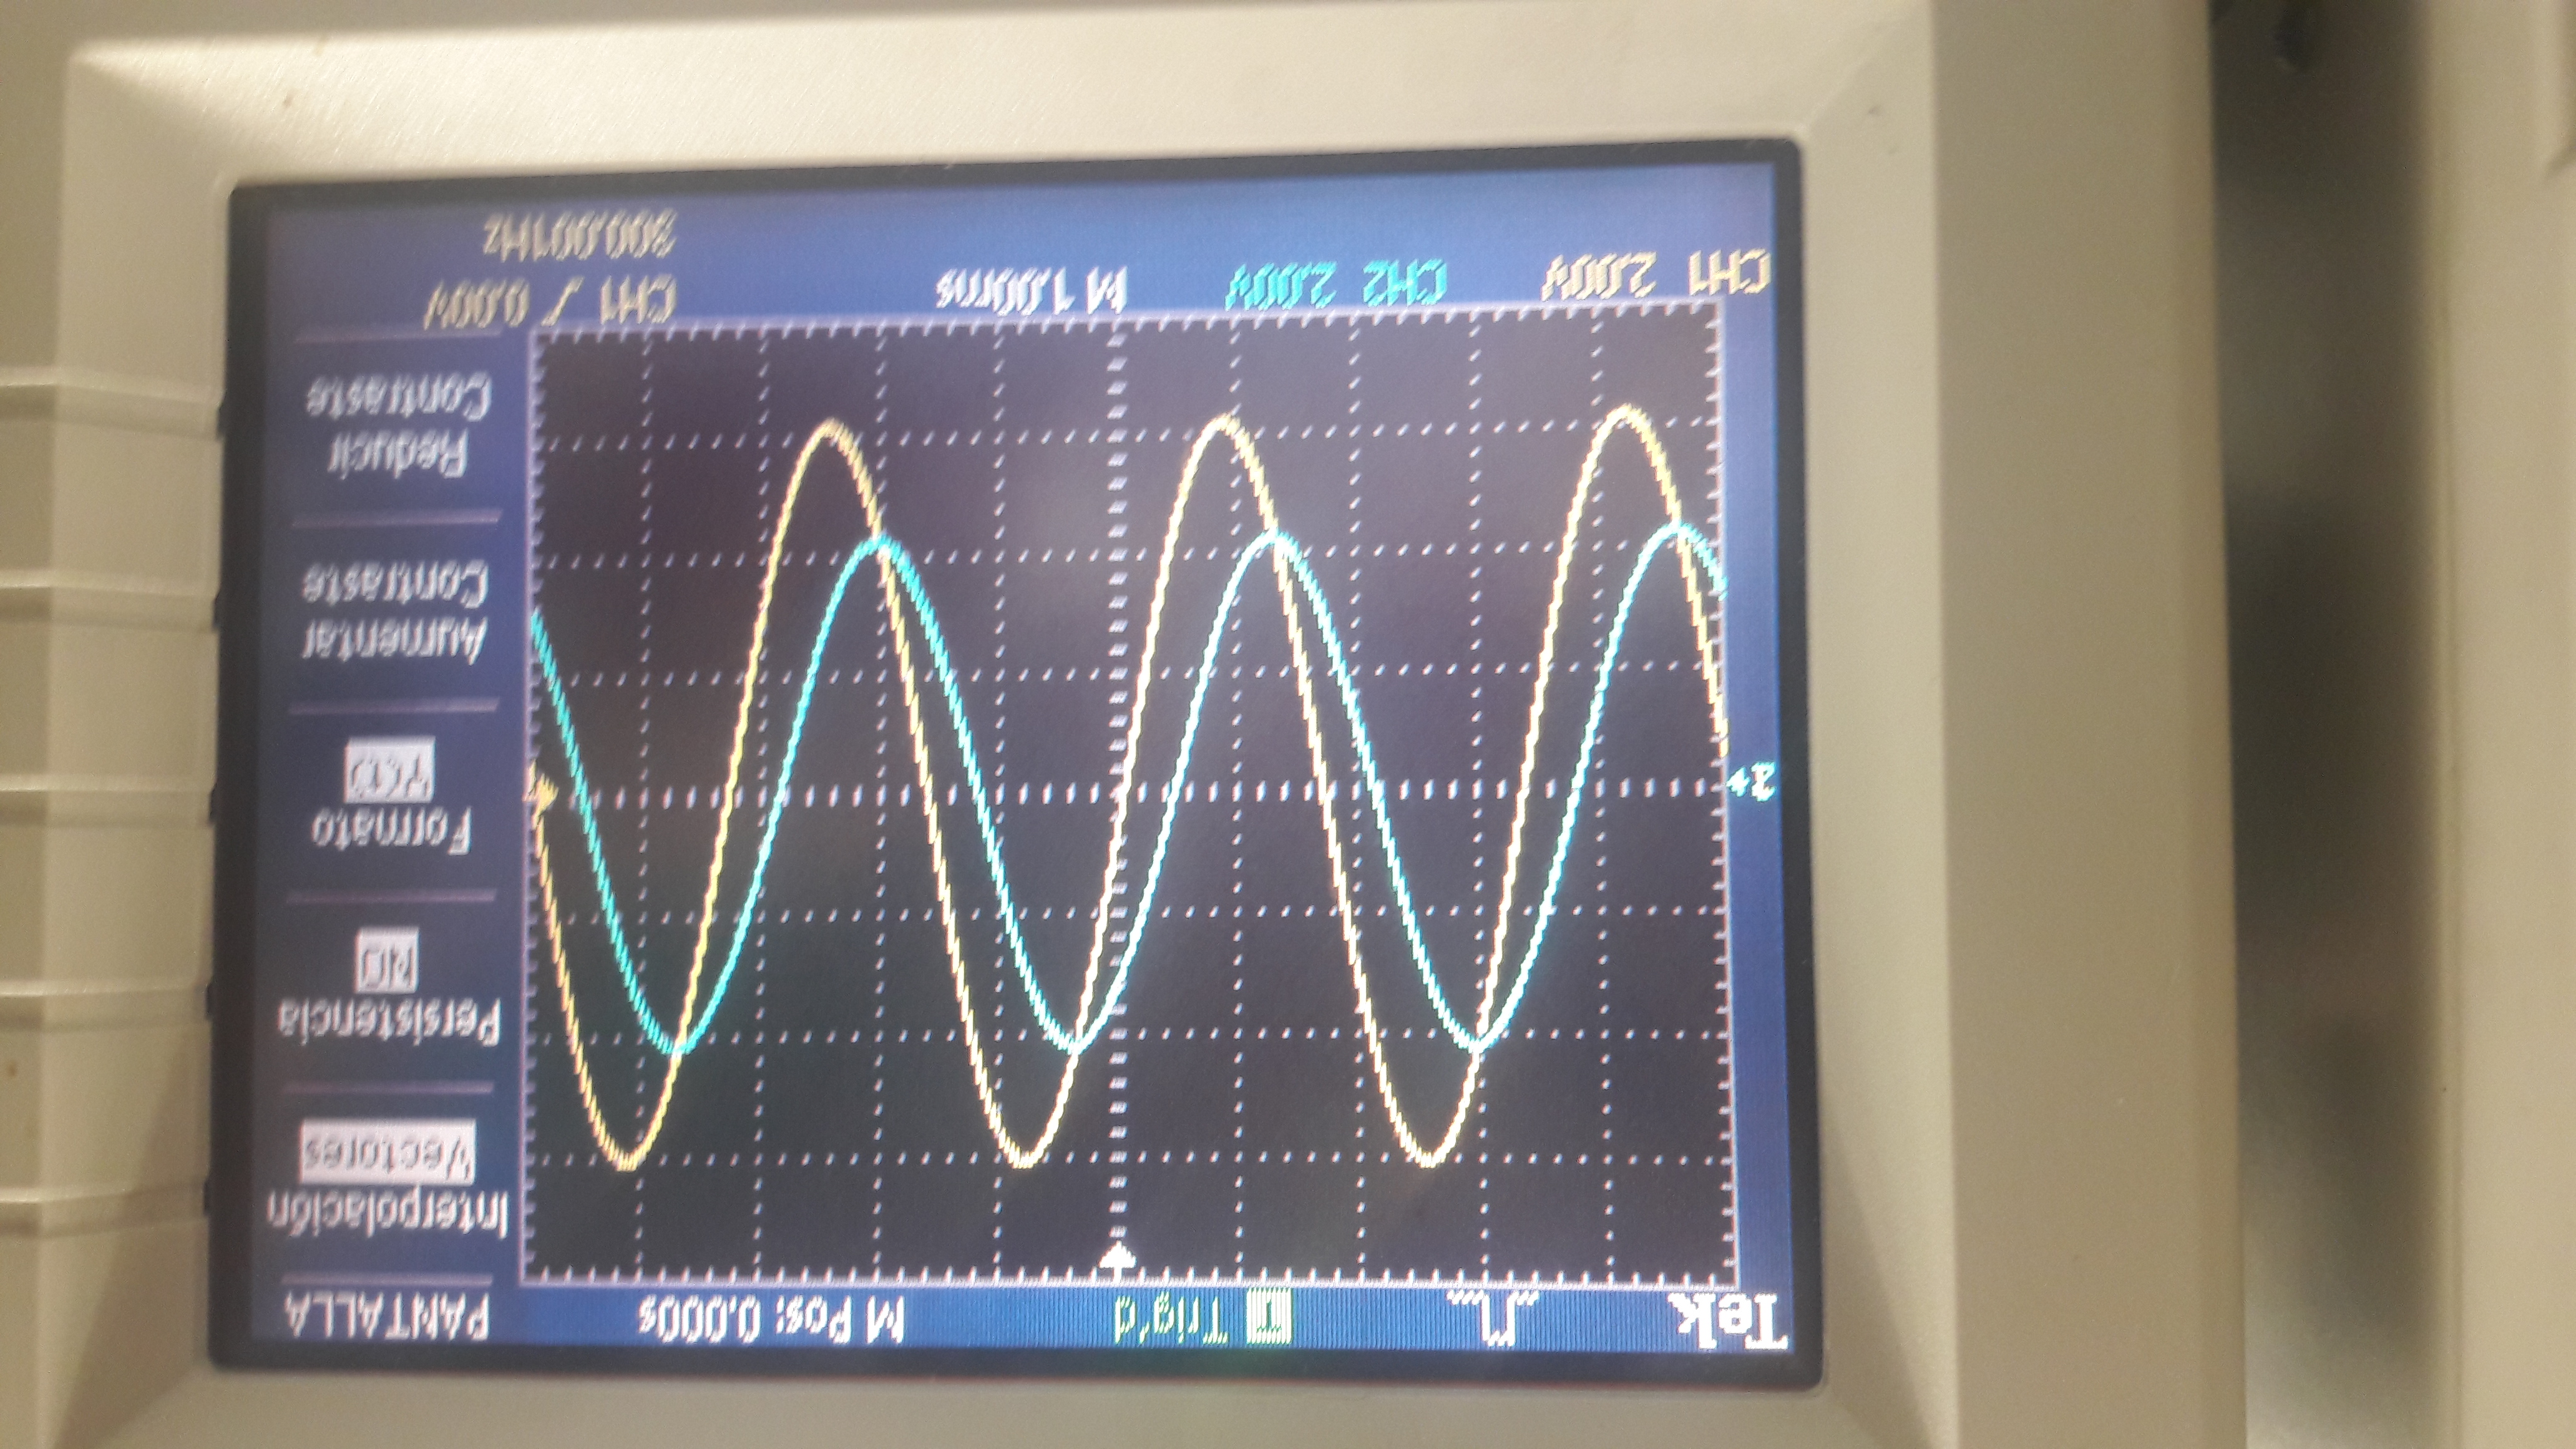 Tek Trig'd M Pos: 0.000s PANTALLA
Interpolación
Vectores
Persistencia
NO
Formato
Y(t)
Aumentar
Contraste
Reducir
Contraste
2
CH1 2.00V CH2 2.00V M 1.00ms CH1 0.00V
300.001Hz